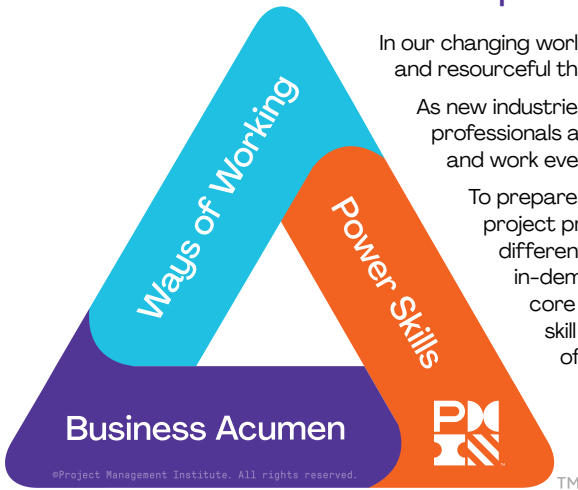 In our changing worl
and resourceful th
As new industrie
professionals a
and work eve
To prepare
project pr
differen
in-dem
core
skill
of
Ways of Working
Power Skills
Business Acumen
©Project Management Institute. All rights reserved.
TM